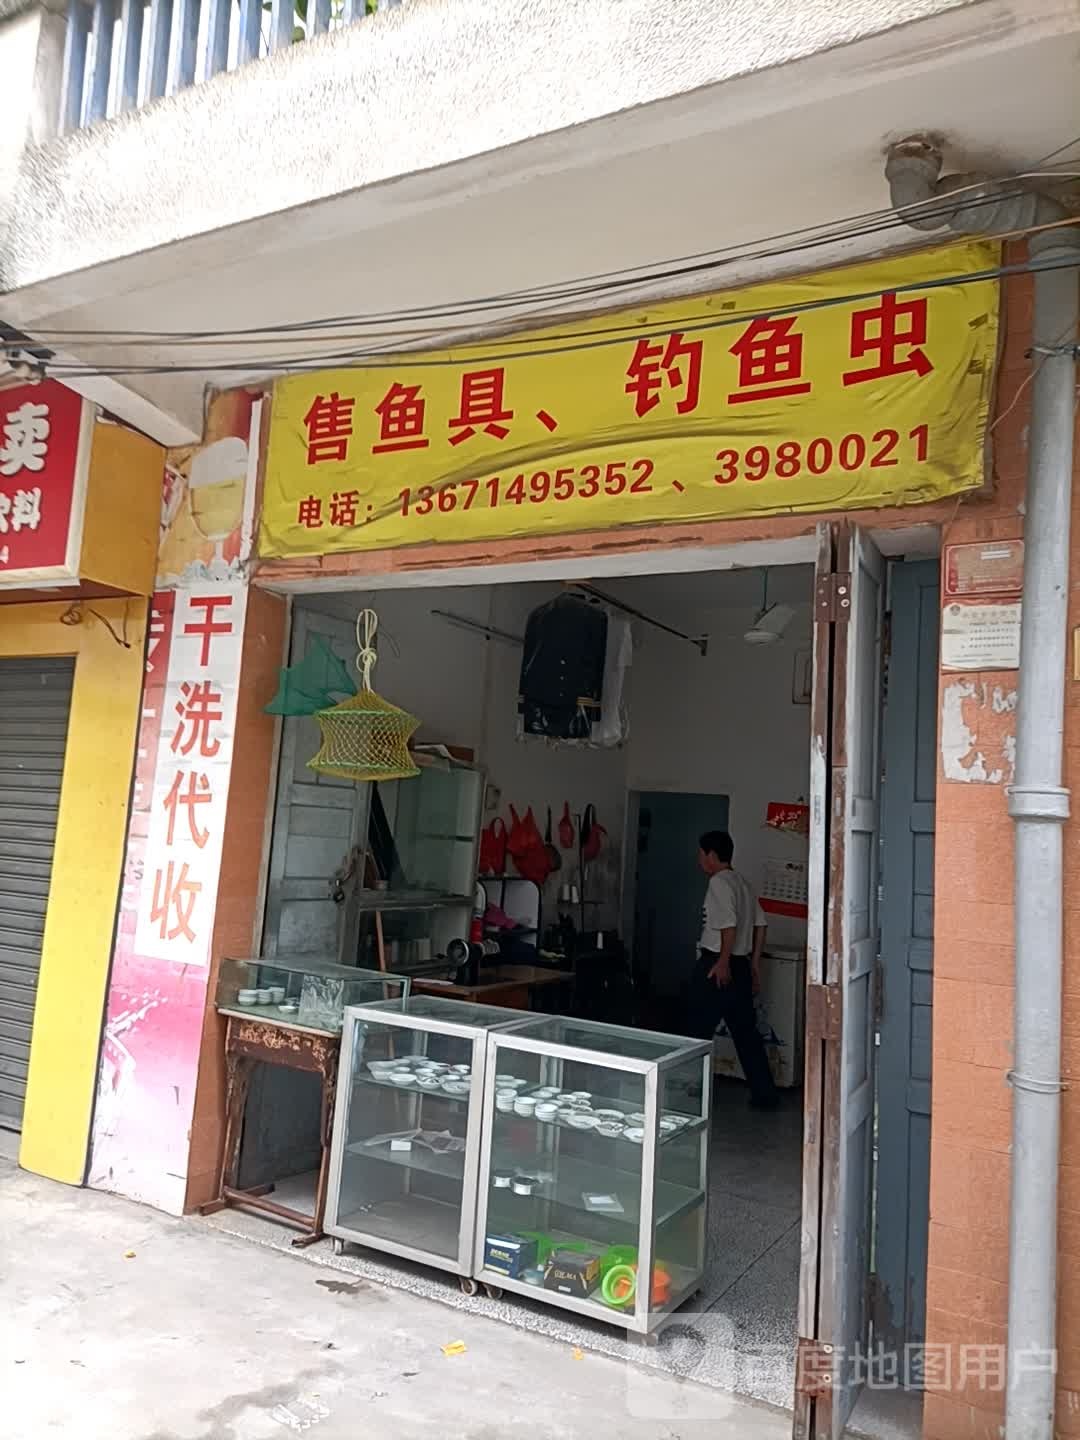 售鱼具、钓鱼虫
电话：13671495352、3980021
卖
饮料
干洗代收
百度地图用户